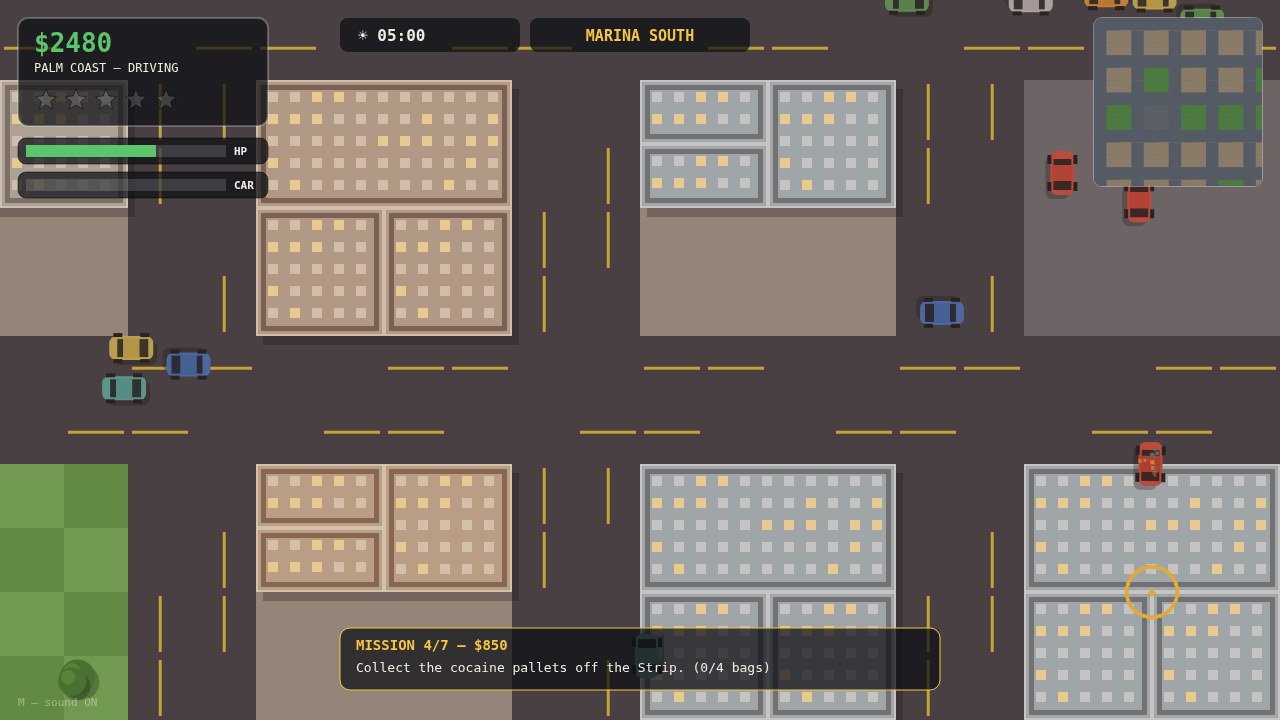 $2480
PALM COAST — DRIVING
☀ 05:00
MARINA SOUTH
HP
CAR
MISSION 4/7 — $850
Collect the cocaine pallets off the Strip. (0/4 bags)
M — sound ON